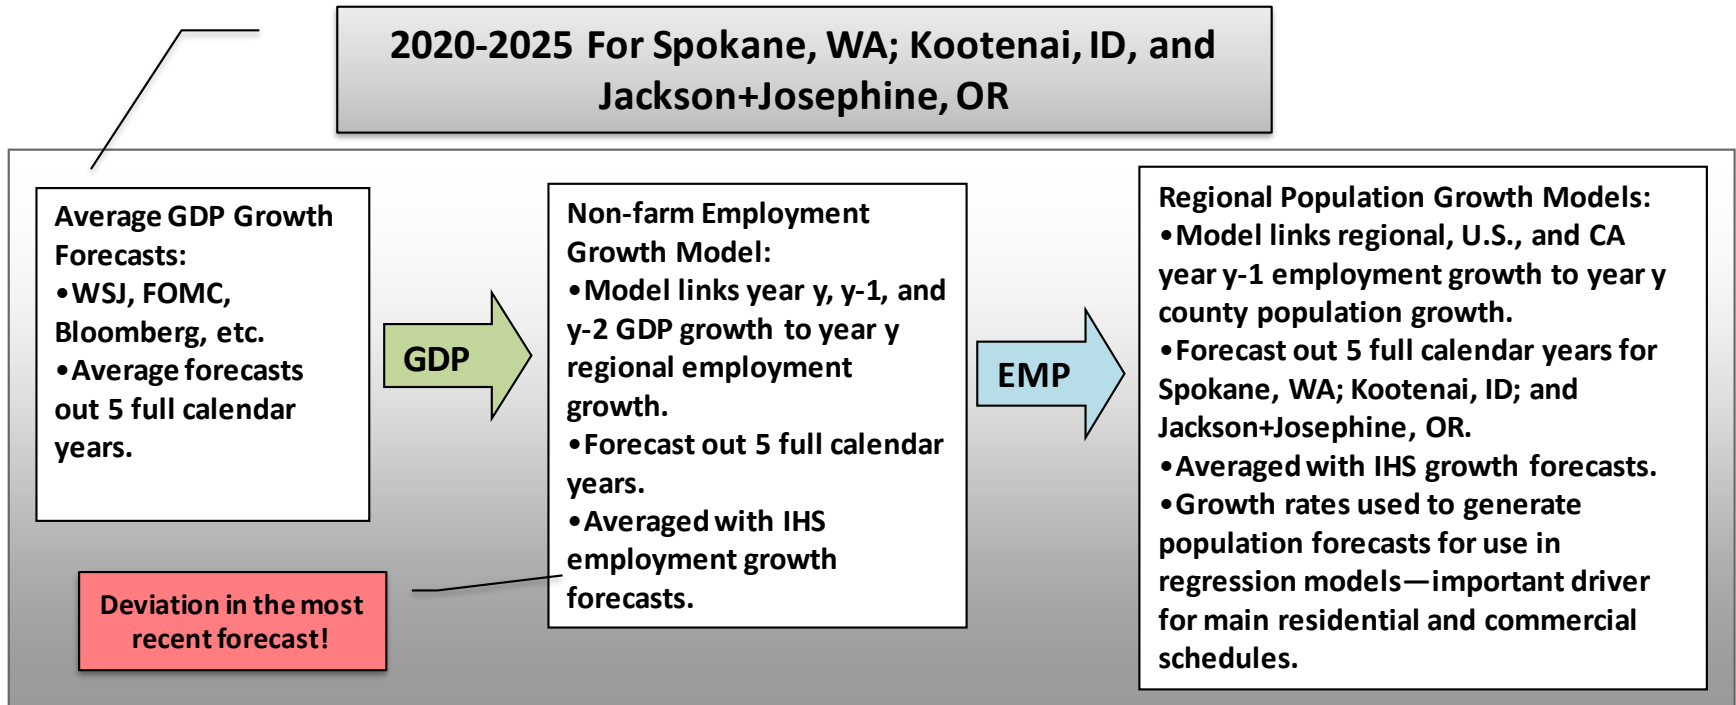 2020-2025 For Spokane, WA; Kootenai, ID, and
Jackson+Josephine, OR
Average GDP Growth
Forecasts:
•WSJ, FOMC,
Bloomberg, etc.
•Average forecasts
out 5 full calendar
years.
GDP
Non-farm Employment
Growth Model:
•Model links year y, y-1, and
y-2 GDP growth to year y
regional employment
growth.
•Forecast out 5 full calendar
years.
•Averaged with IHS
employment growth
forecasts.
EMP
Regional Population Growth Models:
•Model links regional, U.S., and CA
year y-1 employment growth to year y
county population growth.
•Forecast out 5 full calendar years for
Spokane, WA; Kootenai, ID; and
Jackson+Josephine, OR.
•Averaged with IHS growth forecasts.
•Growth rates used to generate
population forecasts for use in
regression models—important driver
for main residential and commercial
schedules.
Deviation in the most
recent forecast!